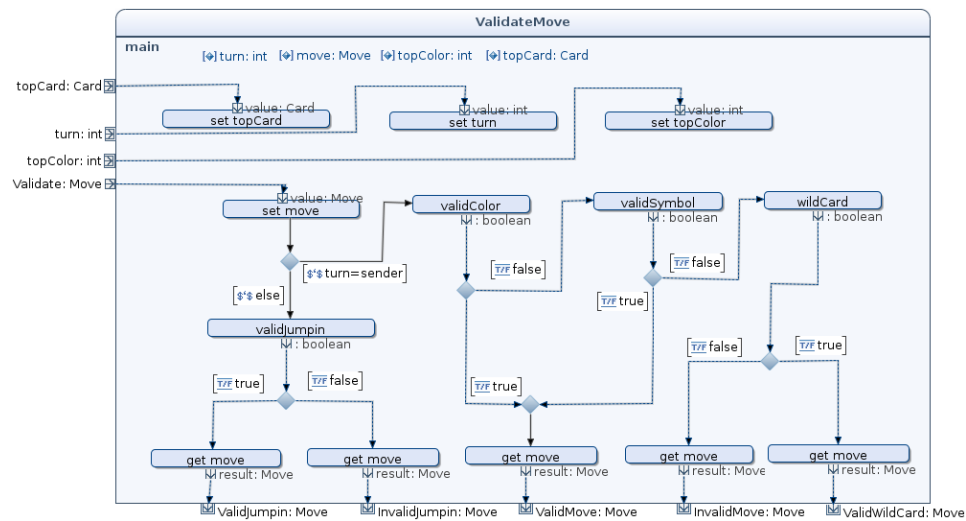 ValidateMove
main
turn: int move: Move topColor: int topCard: Card
topCard: Card
value: Card
set topCard
value: int
set turn
value: int
set topColor
turn: int
topColor: int
Validate: Move
value: Move
set move
validColor
: boolean
validSymbol
: boolean
wildCard
: boolean
$'$ turn=sender
T/F false
T/F false
$'$ else
T/F true
validJumpin
: boolean
T/F false
T/F true
T/F true
T/F false
T/F true
get move
result: Move
get move
result: Move
get move
result: Move
get move
result: Move
get move
result: Move
ValidJumpin: Move
InvalidJumpin: Move
ValidMove: Move
InvalidMove: Move
ValidWildCard: Move